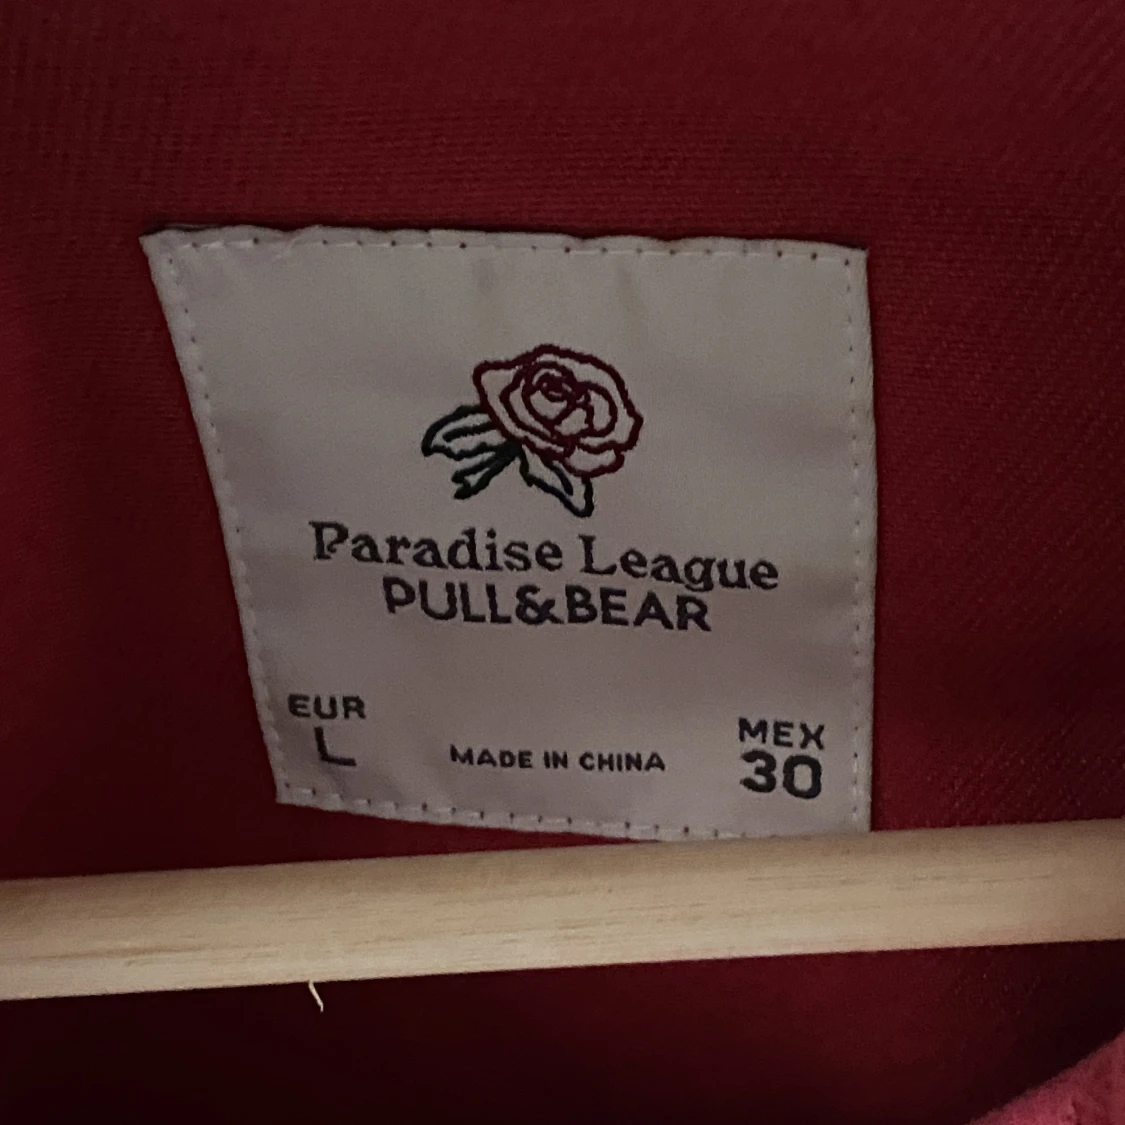 Paradise League
PULL&BEAR
EUR
L
MADE IN CHINA
MEX
30